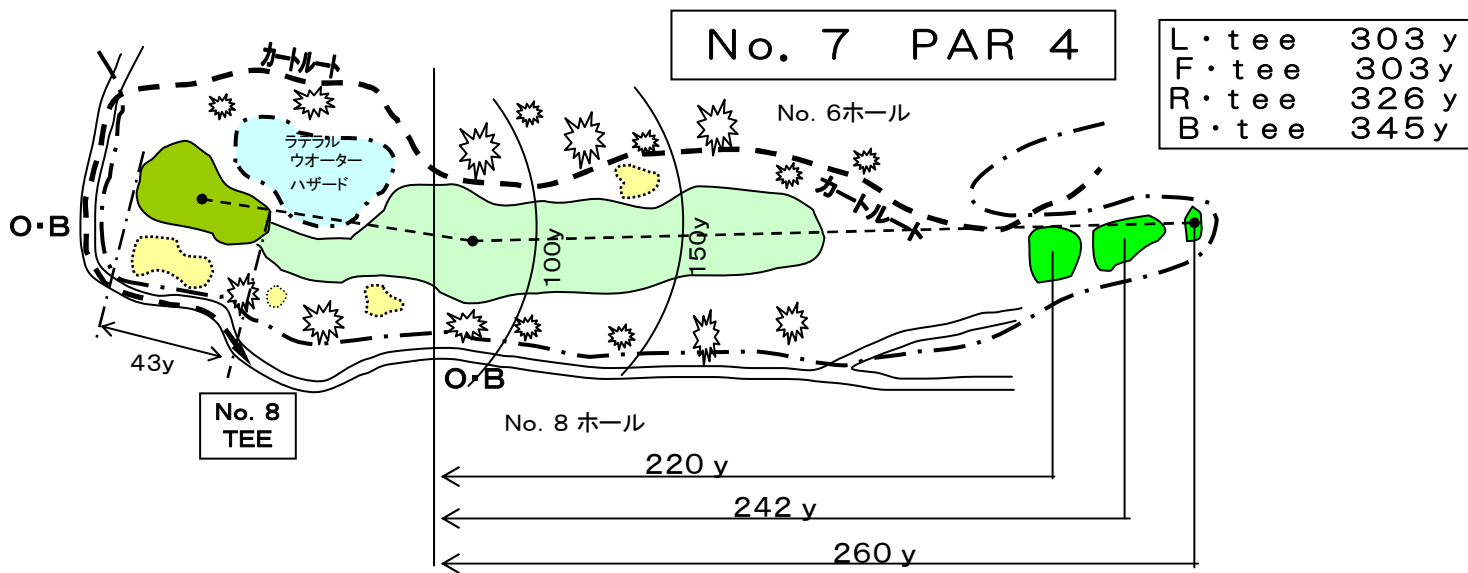 No. 7 PAR 4
L・tee 303 y
F・tee 303y
R・tee 326 y
B・tee 345y
カートルート
No. 6ホール
ラテラル
ウオーター
ハザード
カートルート
O・B
100y
150y
43y
O・B
No. 8
TEE
No. 8 ホール
220 y
242 y
260 y